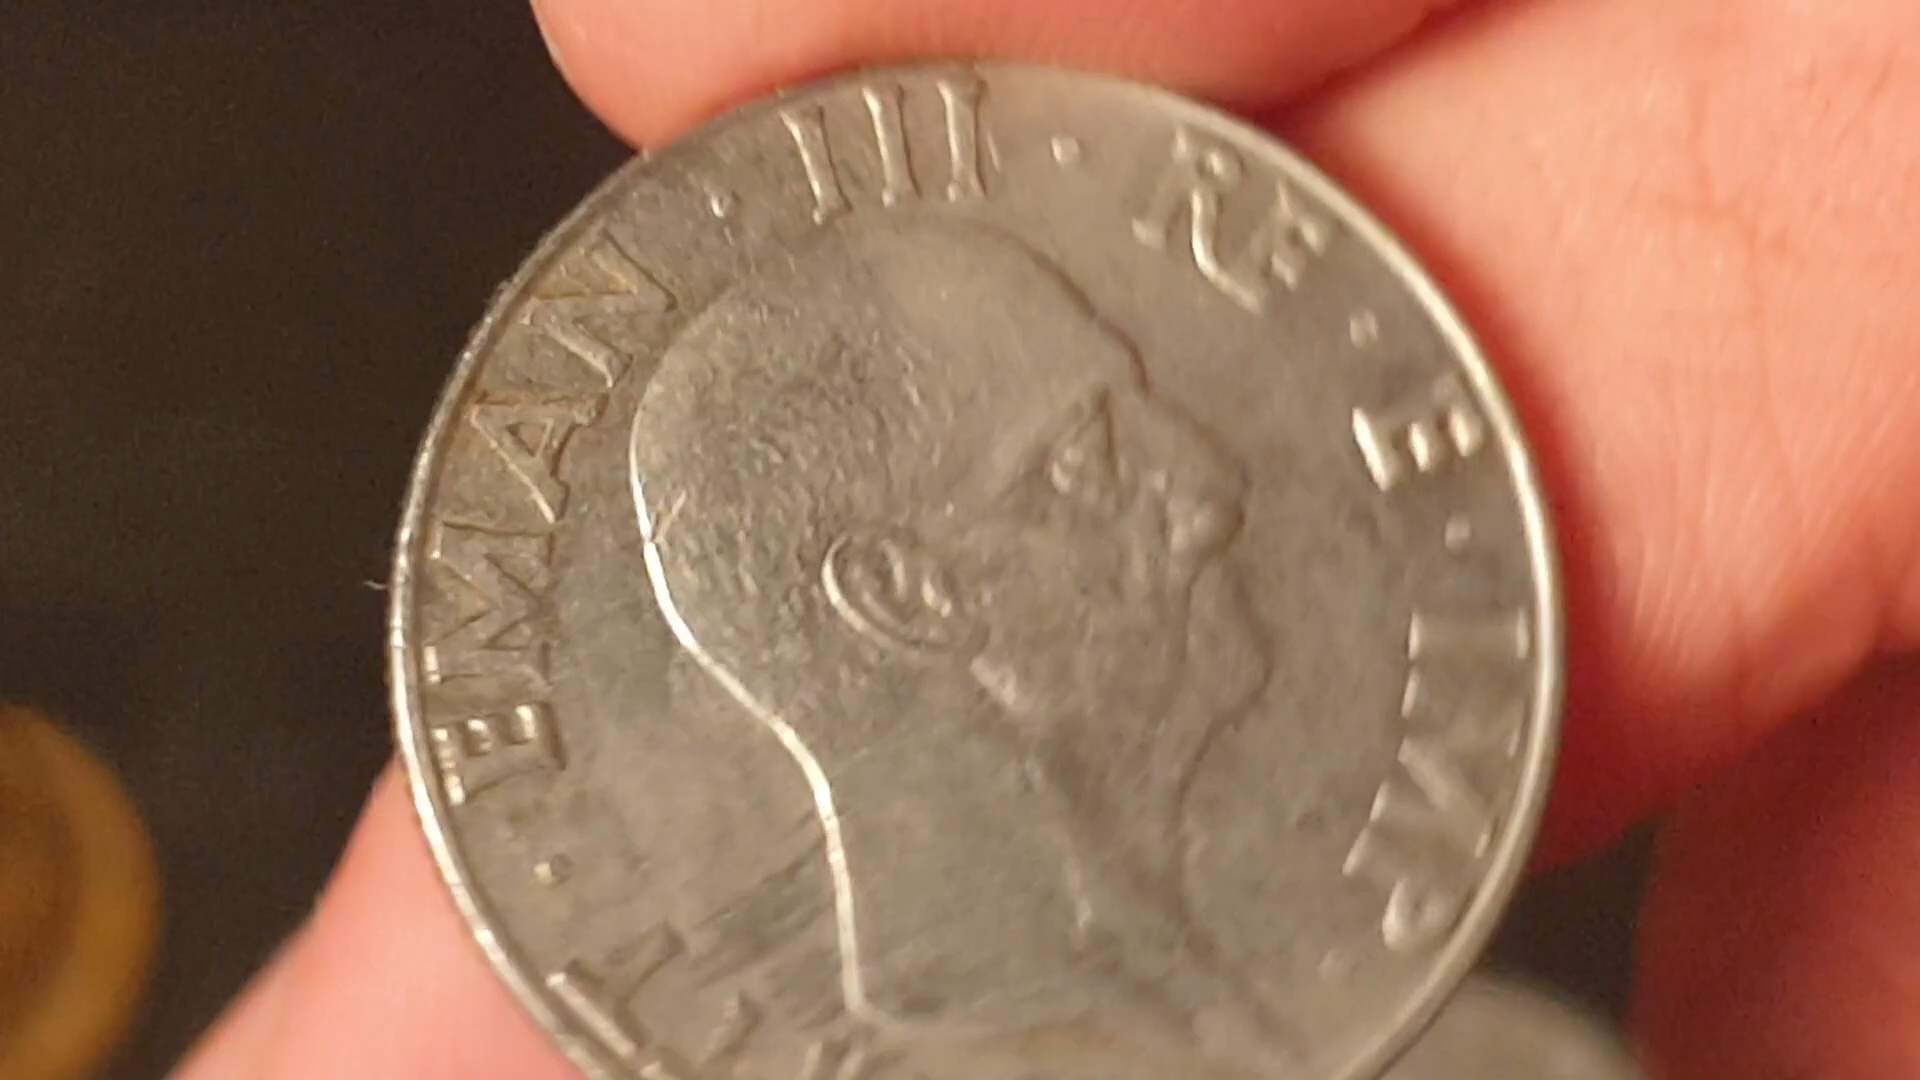 EMAN · III · RE · E · IMP